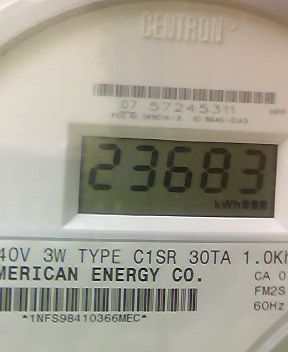 CENTRON®
07 57245311
23683
kWh
40V 3W TYPE C1SR 30TA 1.0Kh
MERICAN ENERGY CO.
CA 0
FM2S
60Hz
*1NFS98410366MEC*